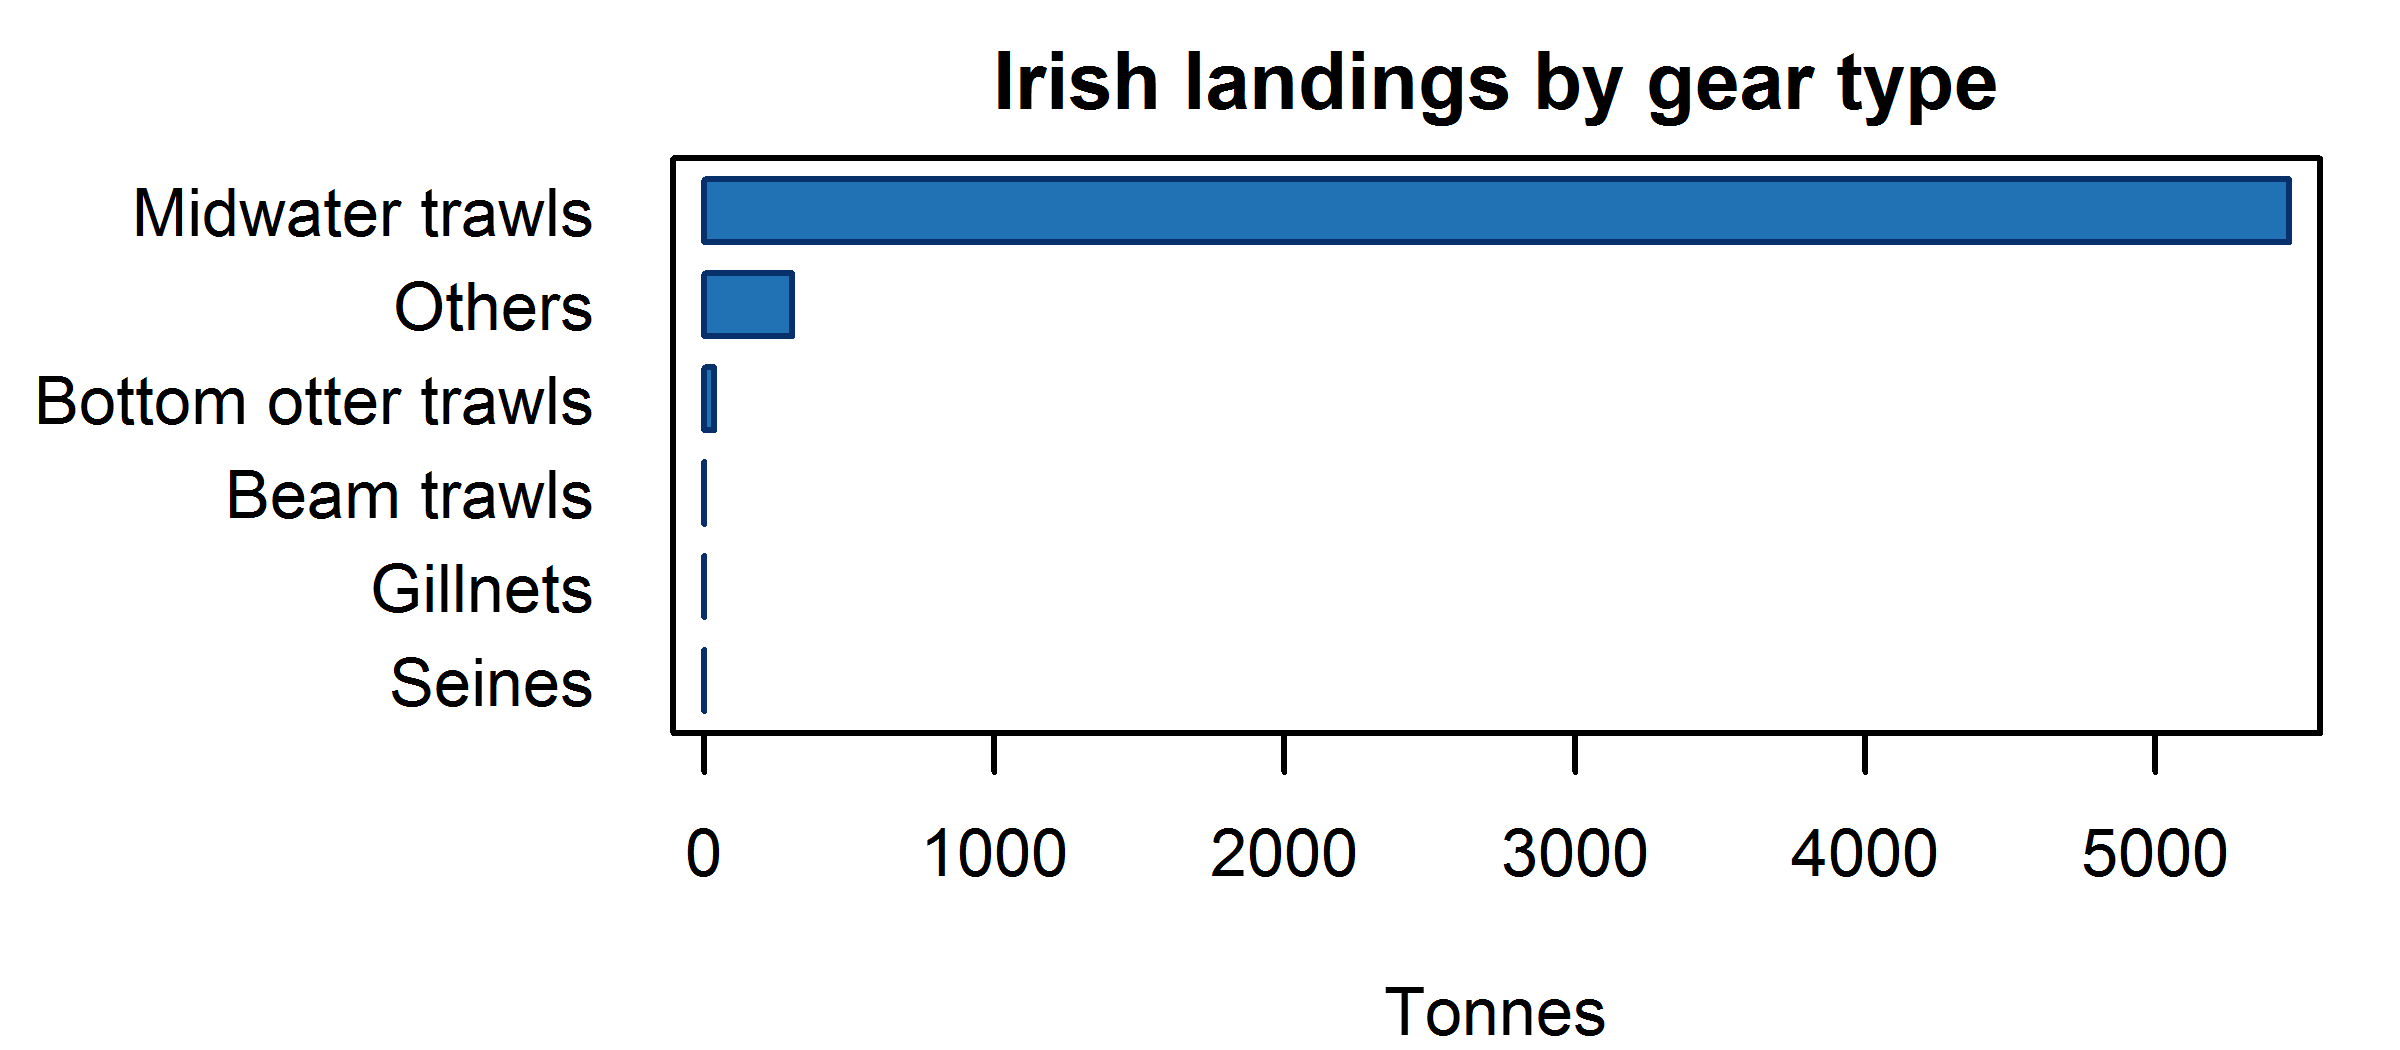 Irish landings by gear type
Midwater trawls
Others
Bottom otter trawls
Beam trawls
Gillnets
Seines
0 1000 2000 3000 4000 5000
Tonnes